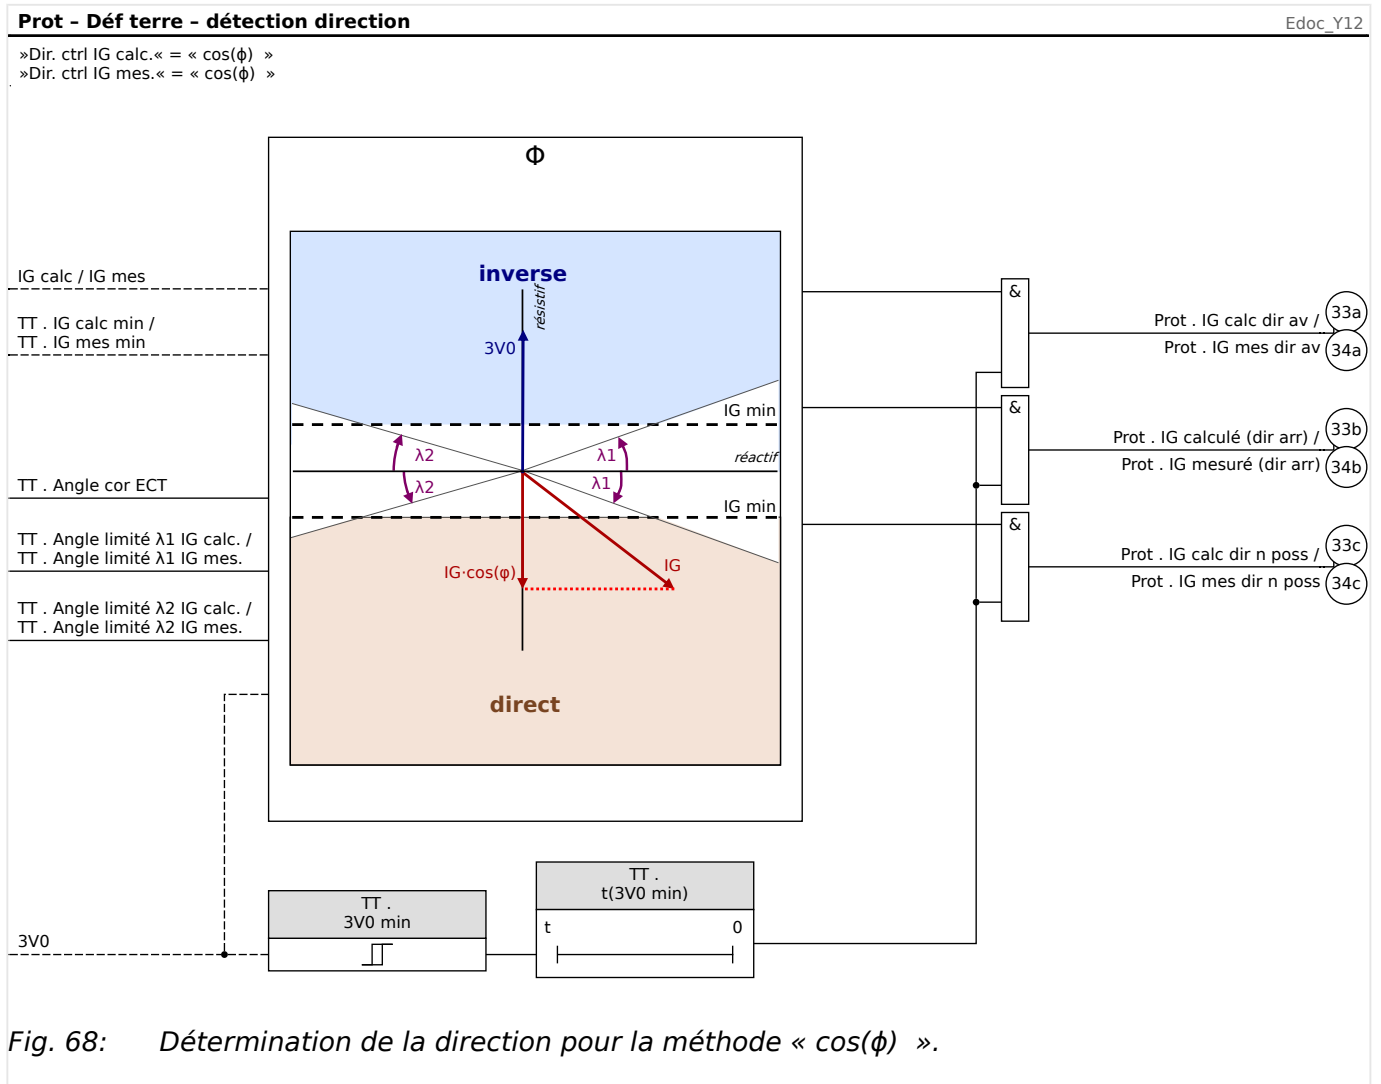 Prot – Déf terre – détection direction
Edoc_Y12
»Dir. ctrl IG calc.« = « cos(ϕ)  »
»Dir. ctrl IG mes.« = « cos(ϕ)  »
Φ
IG calc / IG mes
TT . IG calc min /
TT . IG mes min
TT . Angle cor ECT
TT . Angle limité λ1 IG calc. /
TT . Angle limité λ1 IG mes.
TT . Angle limité λ2 IG calc. /
TT . Angle limité λ2 IG mes.
3V0
inverse
résistif
3V0
IG min
λ2
λ1
réactif
λ2
λ1
IG min
IG·cos(φ)
IG
direct
TT .
3V0 min
TT .
t(3V0 min)
t
0
&
Prot . IG calc dir av /
33a
Prot . IG mes dir av
34a
&
Prot . IG calculé (dir arr) /
33b
Prot . IG mesuré (dir arr)
34b
&
Prot . IG calc dir n poss /
33c
Prot . IG mes dir n poss
34c
Fig. 68: Détermination de la direction pour la méthode « cos(ϕ)  ».